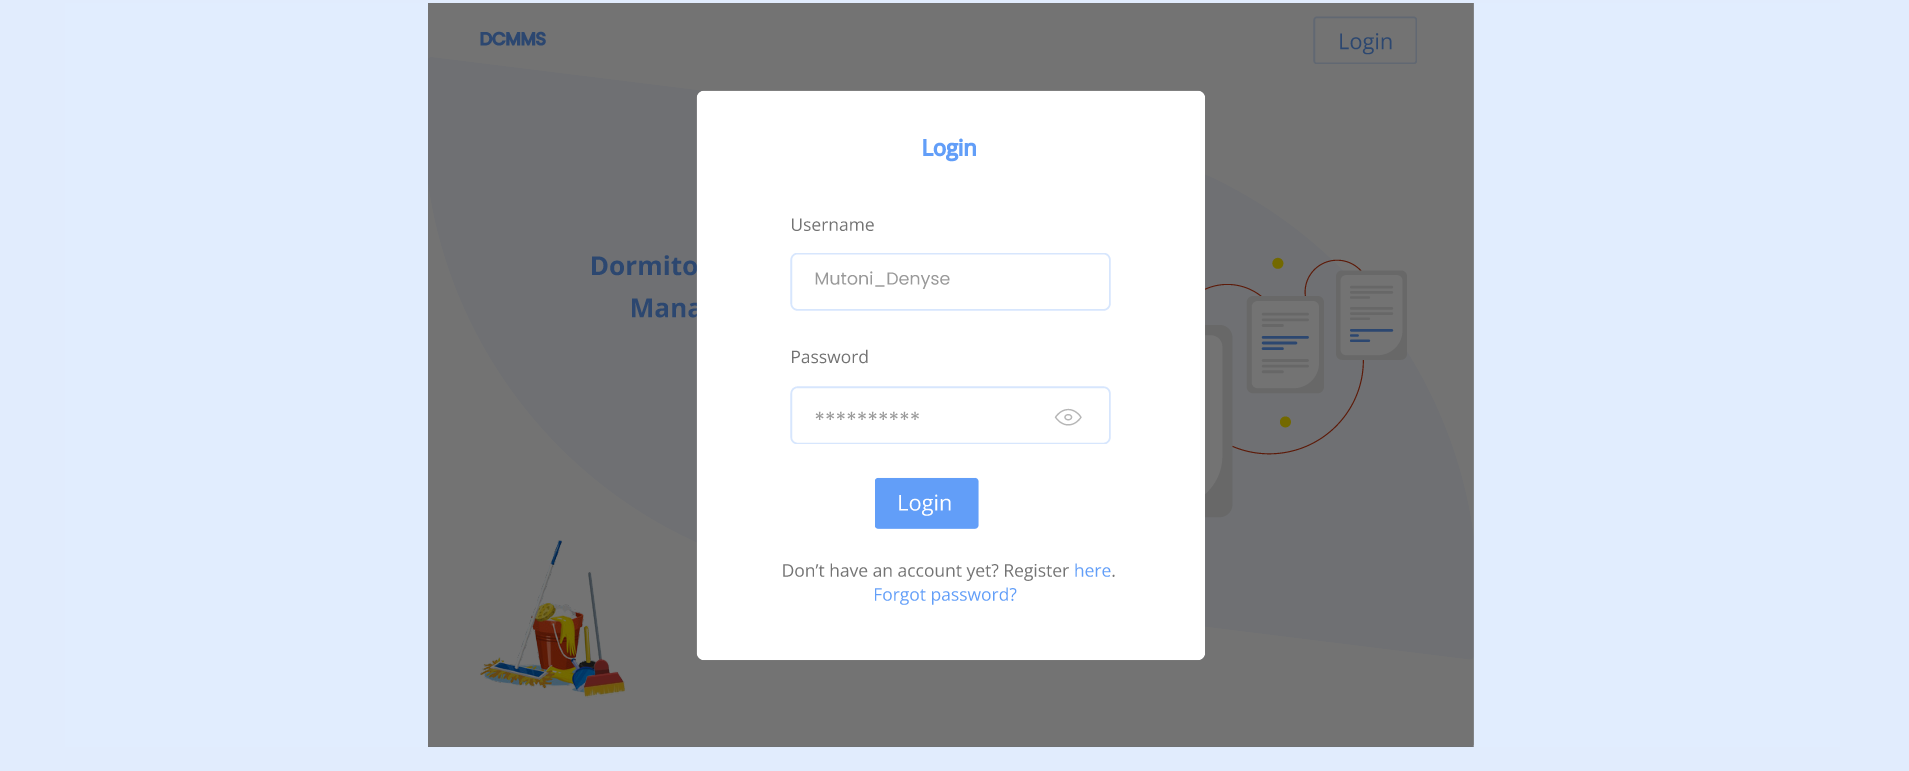 DCMMS
Login
Login
Username
Mutoni_Denyse
Dormito
Mana
Password
**********
Login
Don't have an account yet? Register here.
Forgot password?